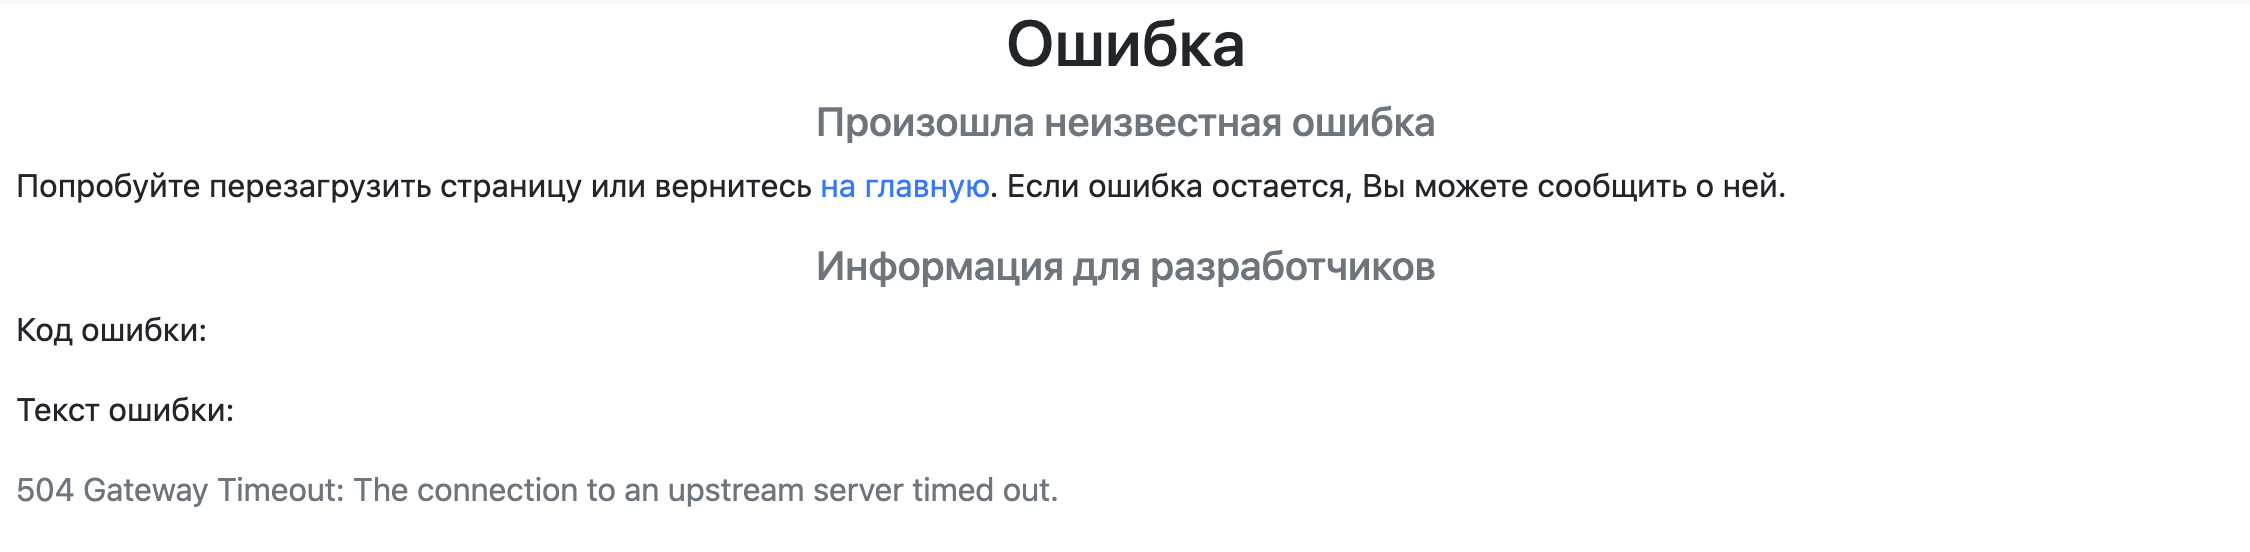 Ошибка
Произошла неизвестная ошибка
Попробуйте перезагрузить страницу или вернитесь на главную. Если ошибка остается, Вы можете сообщить о ней.
Информация для разработчиков
Код ошибки:
Текст ошибки:
504 Gateway Timeout: The connection to an upstream server timed out.